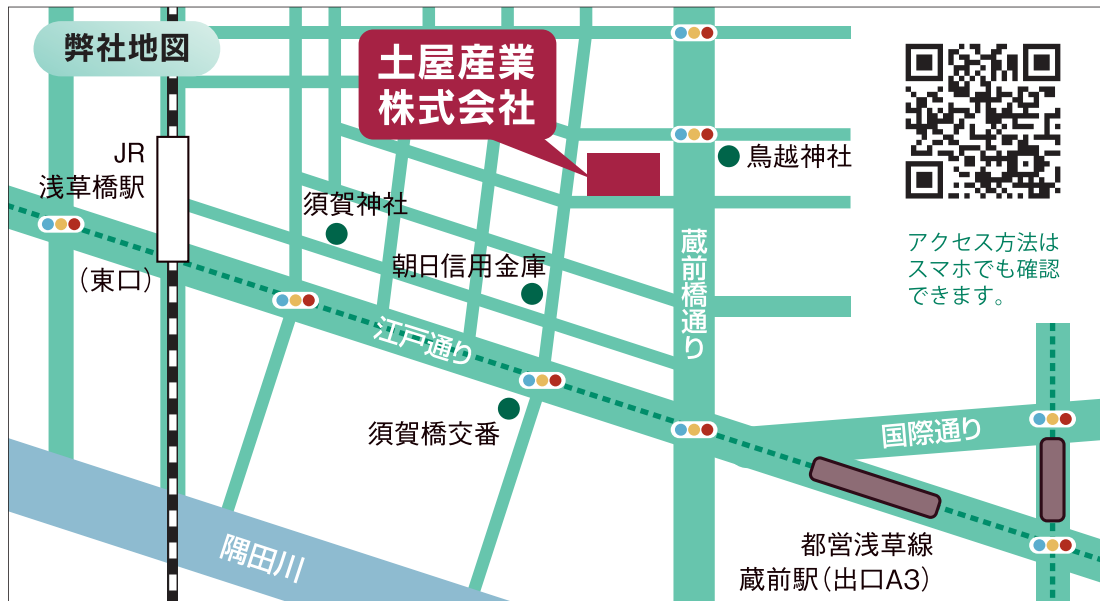 弊社地図
土屋産業
株式会社
JR
浅草橋駅
(東口)
須賀神社
朝日信用金庫
鳥越神社
蔵前橋通り
江戸通り
須賀橋交番
国際通り
隅田川
都営浅草線
蔵前駅(出口A3)
アクセス方法は
スマホでも確認
できます。